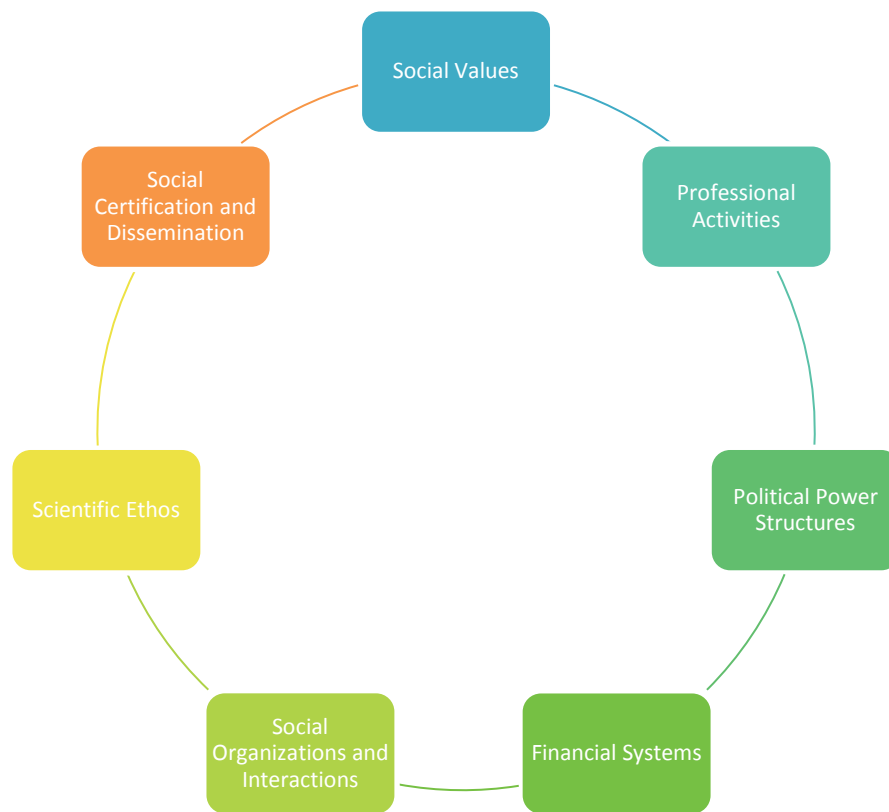 Social Values
Professional
Activities
Political Power
Structures
Financial Systems
Social
Organizations and
Interactions
Scientific Ethos
Social
Certification and
Dissemination